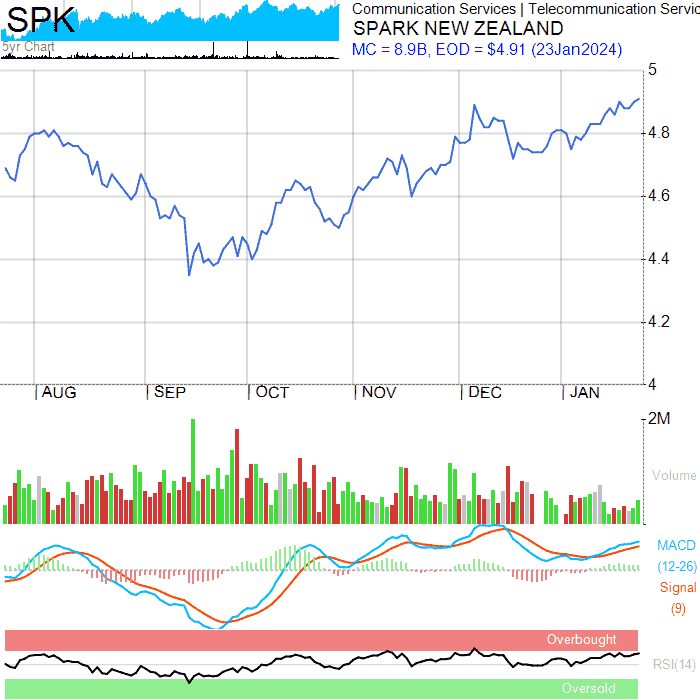 SPK
5yr Chart
Communication Services | Telecommunication Servic
SPARK NEW ZEALAND
MC = 8.9B, EOD = $4.91 (23Jan2024)
5
4.8
4.6
4.4
4.2
4
AUG SEP OCT NOV DEC JAN
2M
Volume
MACD
(12-26)
Signal
(9)
Overbought
RSI(14)
Oversold